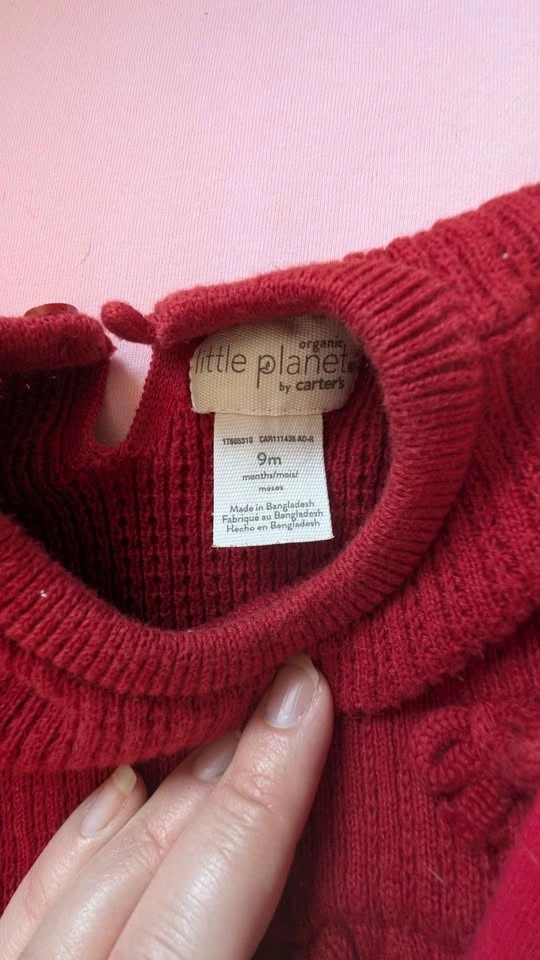 organic
little planet
by carter's
9m
months/mois/
meses
Made in Bangladesh
Fabriqué au Bangladesh
Hecho en Bangladesh